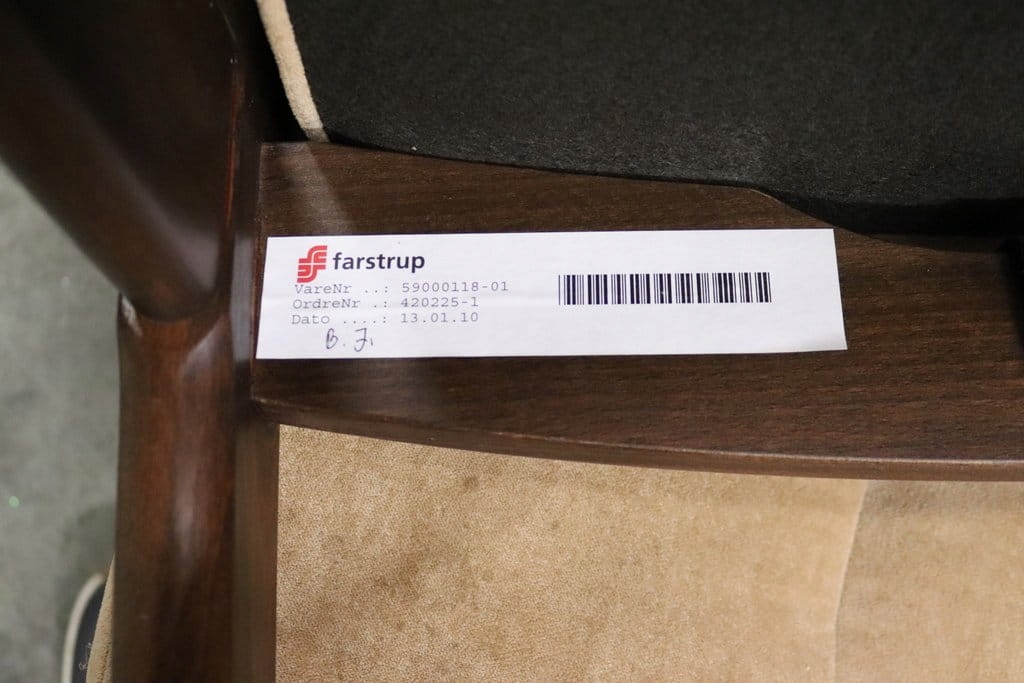 farstrup
VareNr ..: 59000118-01
OrdreNr .: 420225-1
Dato ....: 13.01.10